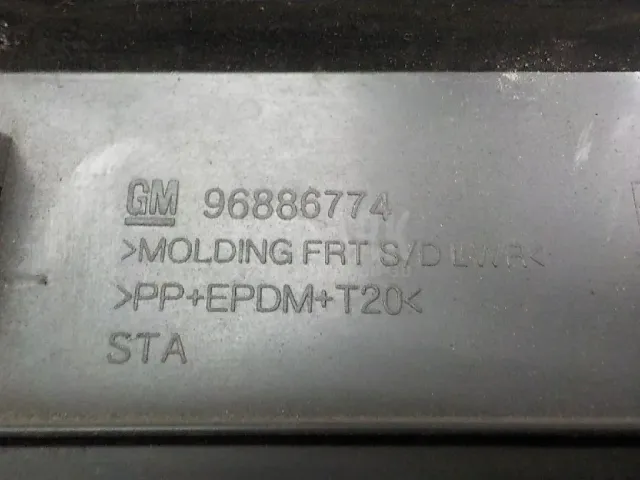 GM 96886774
>MOLDING FRT S/D LWR<
>PP+EPDM+T20<
STA